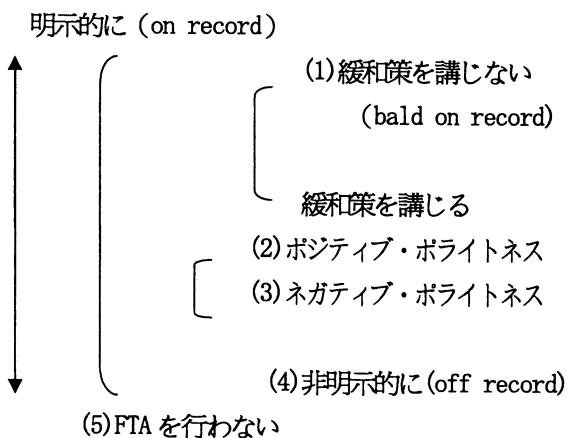 明示的に (on record)
(1)緩和策を講じない
(bald on record)
緩和策を講じる
(2)ポジティブ・ポライトネス
(3)ネガティブ・ポライトネス
(4)非明示的に(off record)
(5)FTA を行わない